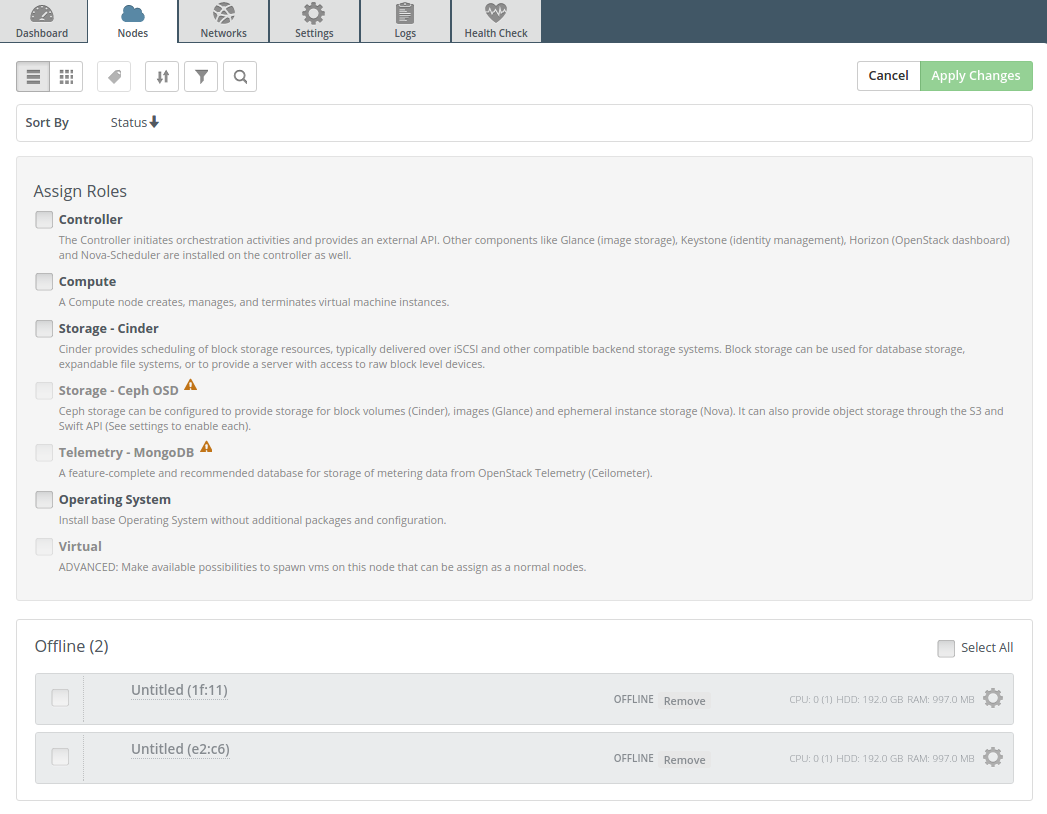 Dashboard Nodes Networks Settings Logs Health Check
Cancel Apply Changes
Sort By Status
Assign Roles
Controller
The Controller initiates orchestration activities and provides an external API. Other components like Glance (image storage), Keystone (identity management), Horizon (OpenStack dashboard)
and Nova-Scheduler are installed on the controller as well.
Compute
A Compute node creates, manages, and terminates virtual machine instances.
Storage - Cinder
Cinder provides scheduling of block storage resources, typically delivered over iSCSI and other compatible backend storage systems. Block storage can be used for database storage,
expandable file systems, or to provide a server with access to raw block level devices.
Storage - Ceph OSD
Ceph storage can be configured to provide storage for block volumes (Cinder), images (Glance) and ephemeral instance storage (Nova). It can also provide object storage through the S3 and
Swift API (See settings to enable each).
Telemetry - MongoDB
A feature-complete and recommended database for storage of metering data from OpenStack Telemetry (Ceilometer).
Operating System
Install base Operating System without additional packages and configuration.
Virtual
ADVANCED: Make available possibilities to spawn vms on this node that can be assign as a normal nodes.
Offline (2) Select All
Untitled (1f:11) OFFLINE Remove CPU: 0 (1) HDD: 192.0 GB RAM: 997.0 MB
Untitled (e2:c6) OFFLINE Remove CPU: 0 (1) HDD: 192.0 GB RAM: 997.0 MB